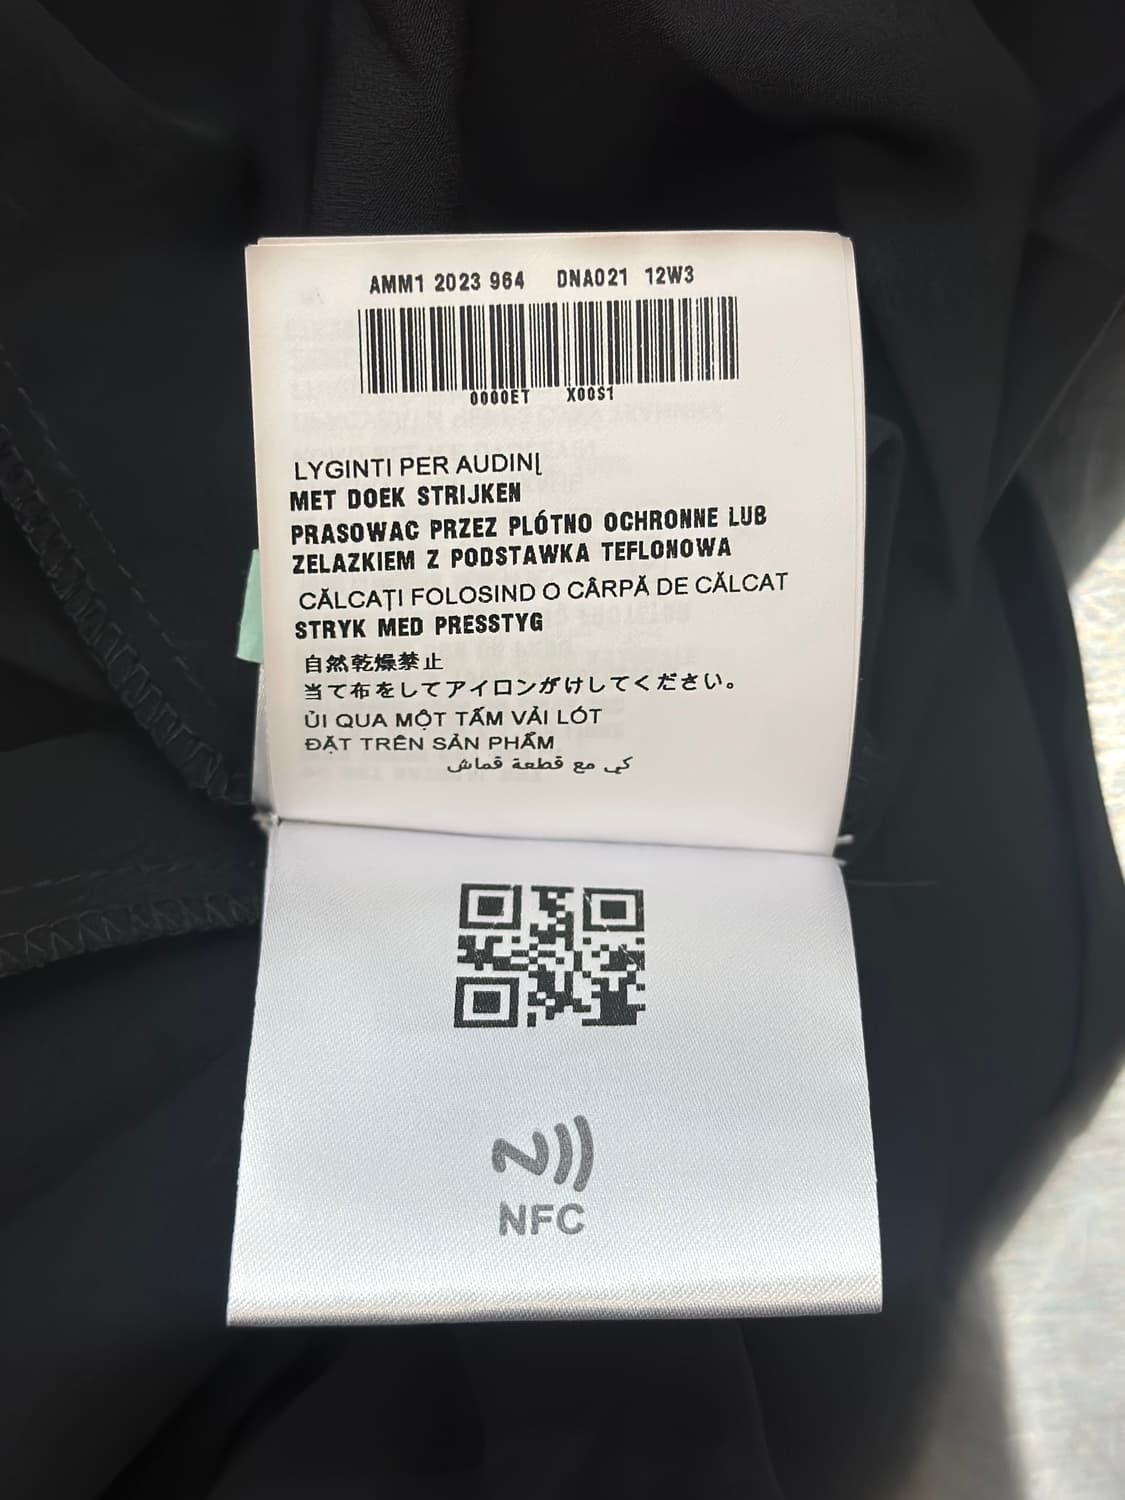 AMM1 2023 964 DNA021 12W3
0000ET X00S1
LYGINTI PER AUDINĮ
MET DOEK STRIJKEN
PRASOWAC PRZEZ PLÓTNO OCHRONNE LUB
ZELAZKIEM Z PODSTAWKA TEFLONOWA
CĂLCAȚI FOLOSIND O CÂRPĂ DE CĂLCAT
STRYK MED PRESSTYG
自然乾燥禁止
当て布をしてアイロンがけしてください。
ỦI QUA MỘT TẤM VẢI LÓT
ĐẶT TRÊN SẢN PHẨM
كي مع قطعة قماش
NFC